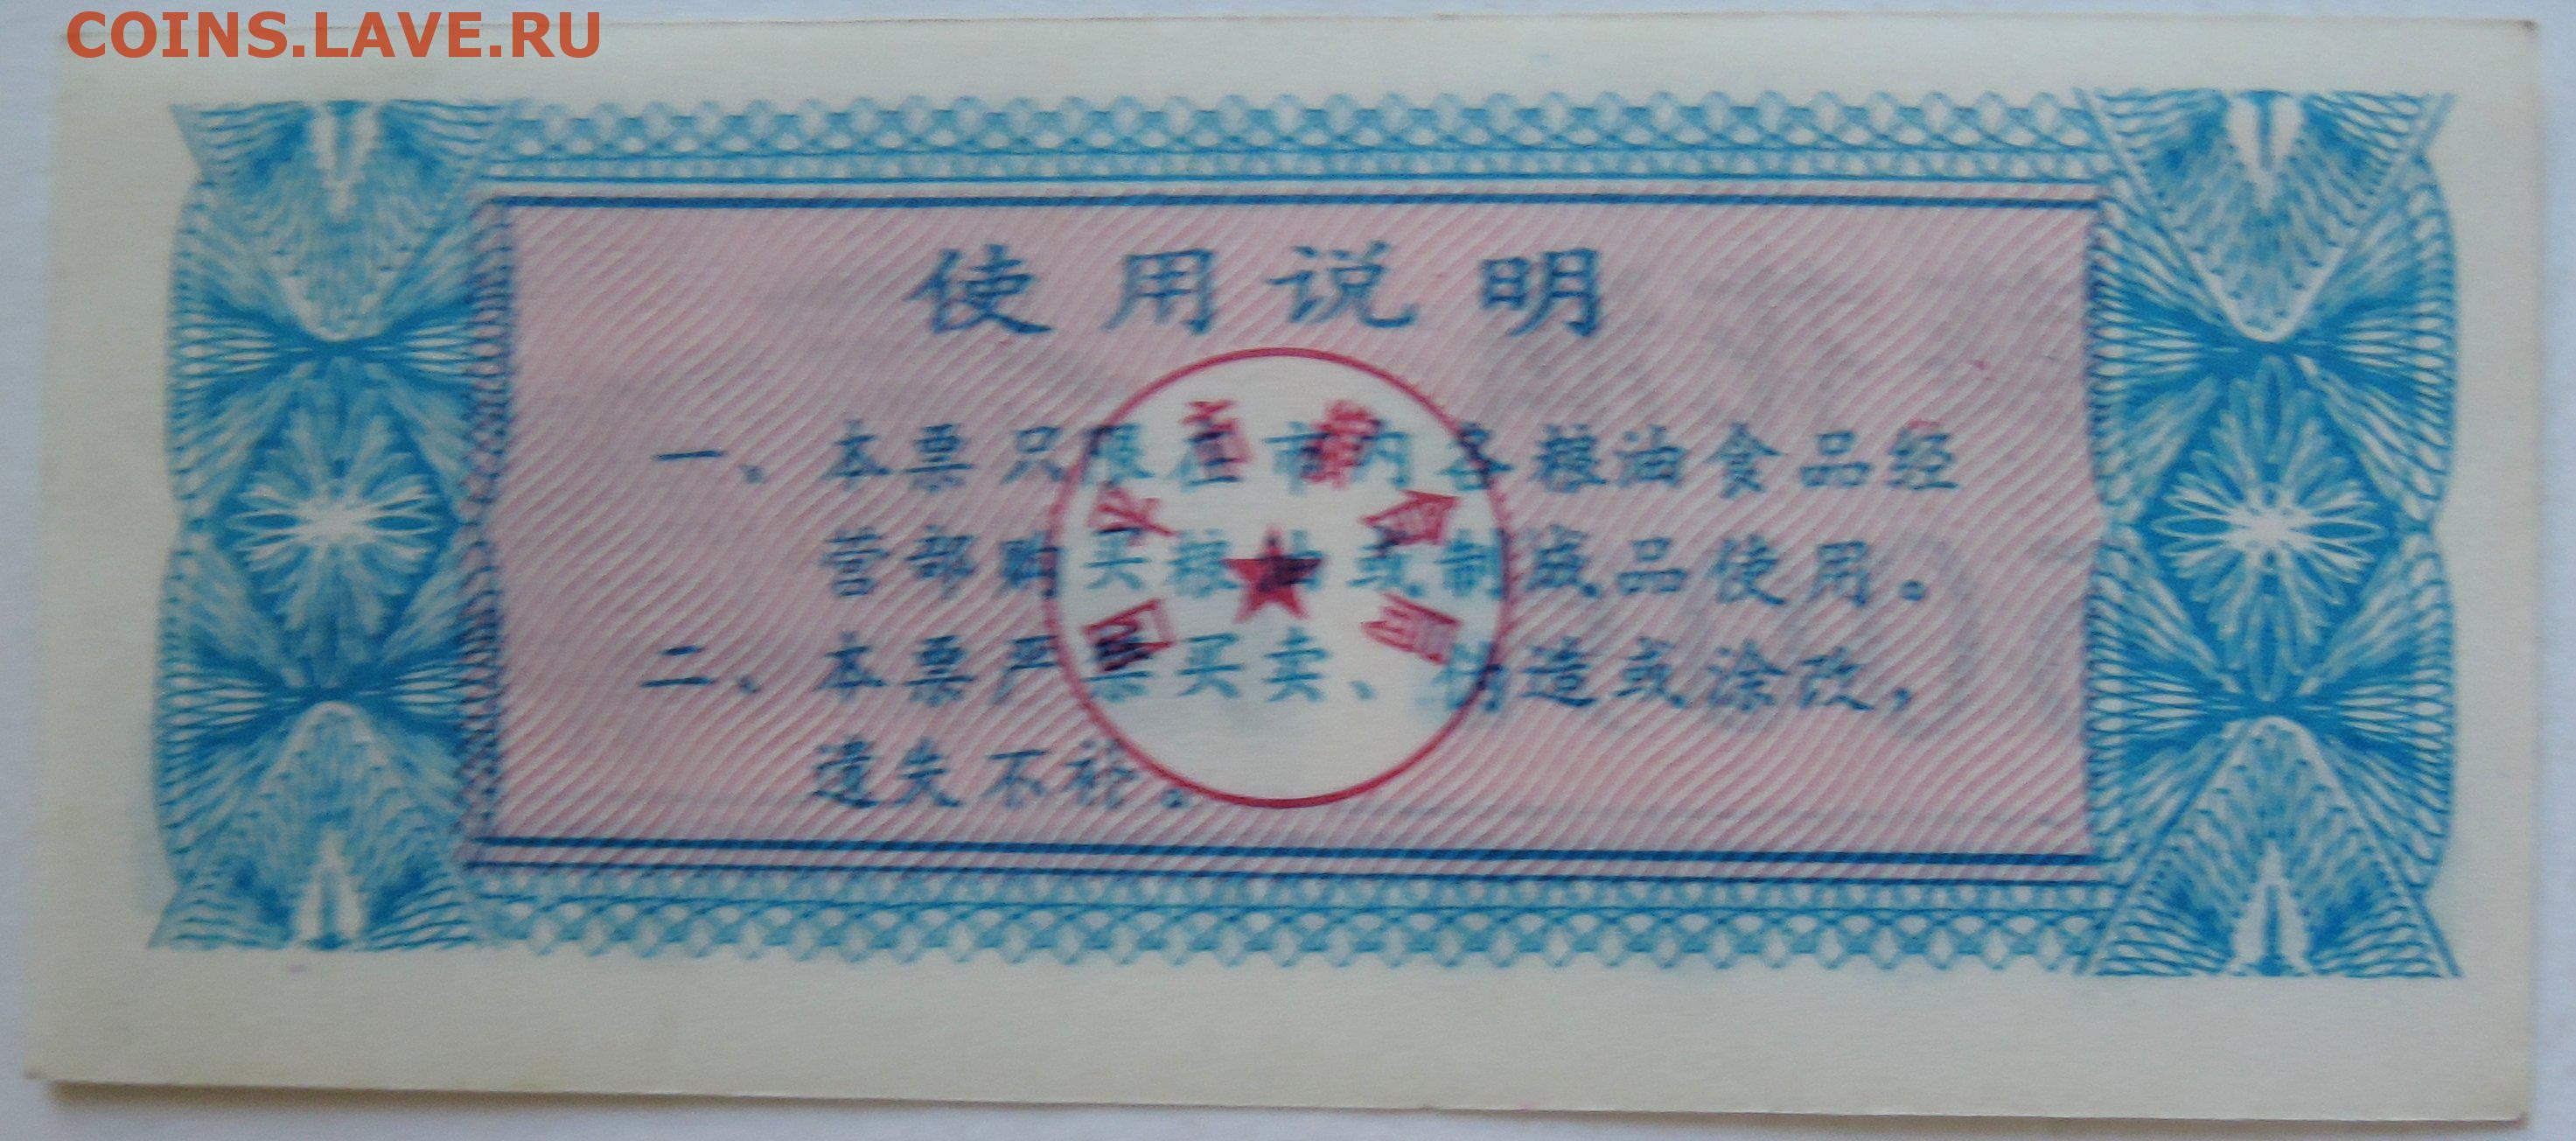 COINS.LAVE.RU
使用说明
一、本票只限在市内各粮油食品经
营部购买粮油或制成品使用。
二、本票严禁买卖、伪造或涂改，
遗失不补。